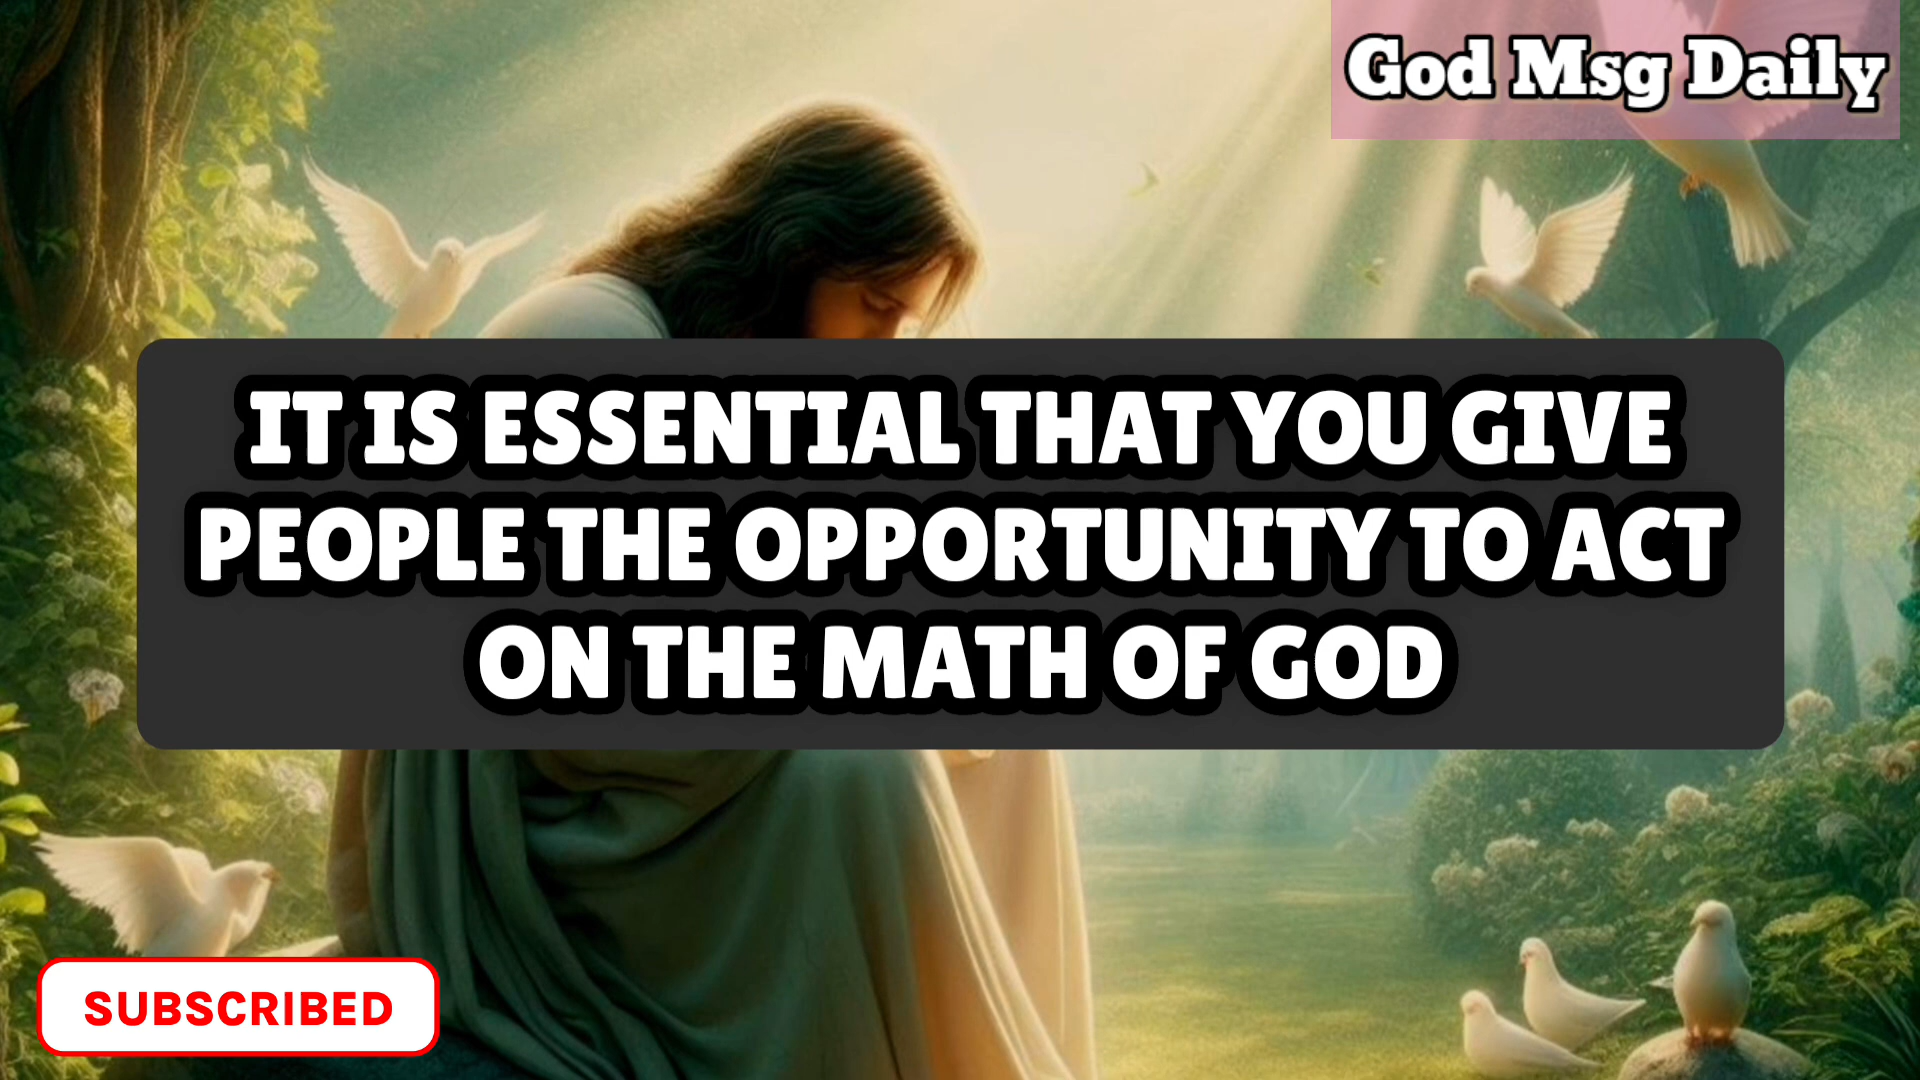 God Msg Daily
IT IS ESSENTIAL THAT YOU GIVE
PEOPLE THE OPPORTUNITY TO ACT
ON THE MATH OF GOD
SUBSCRIBED